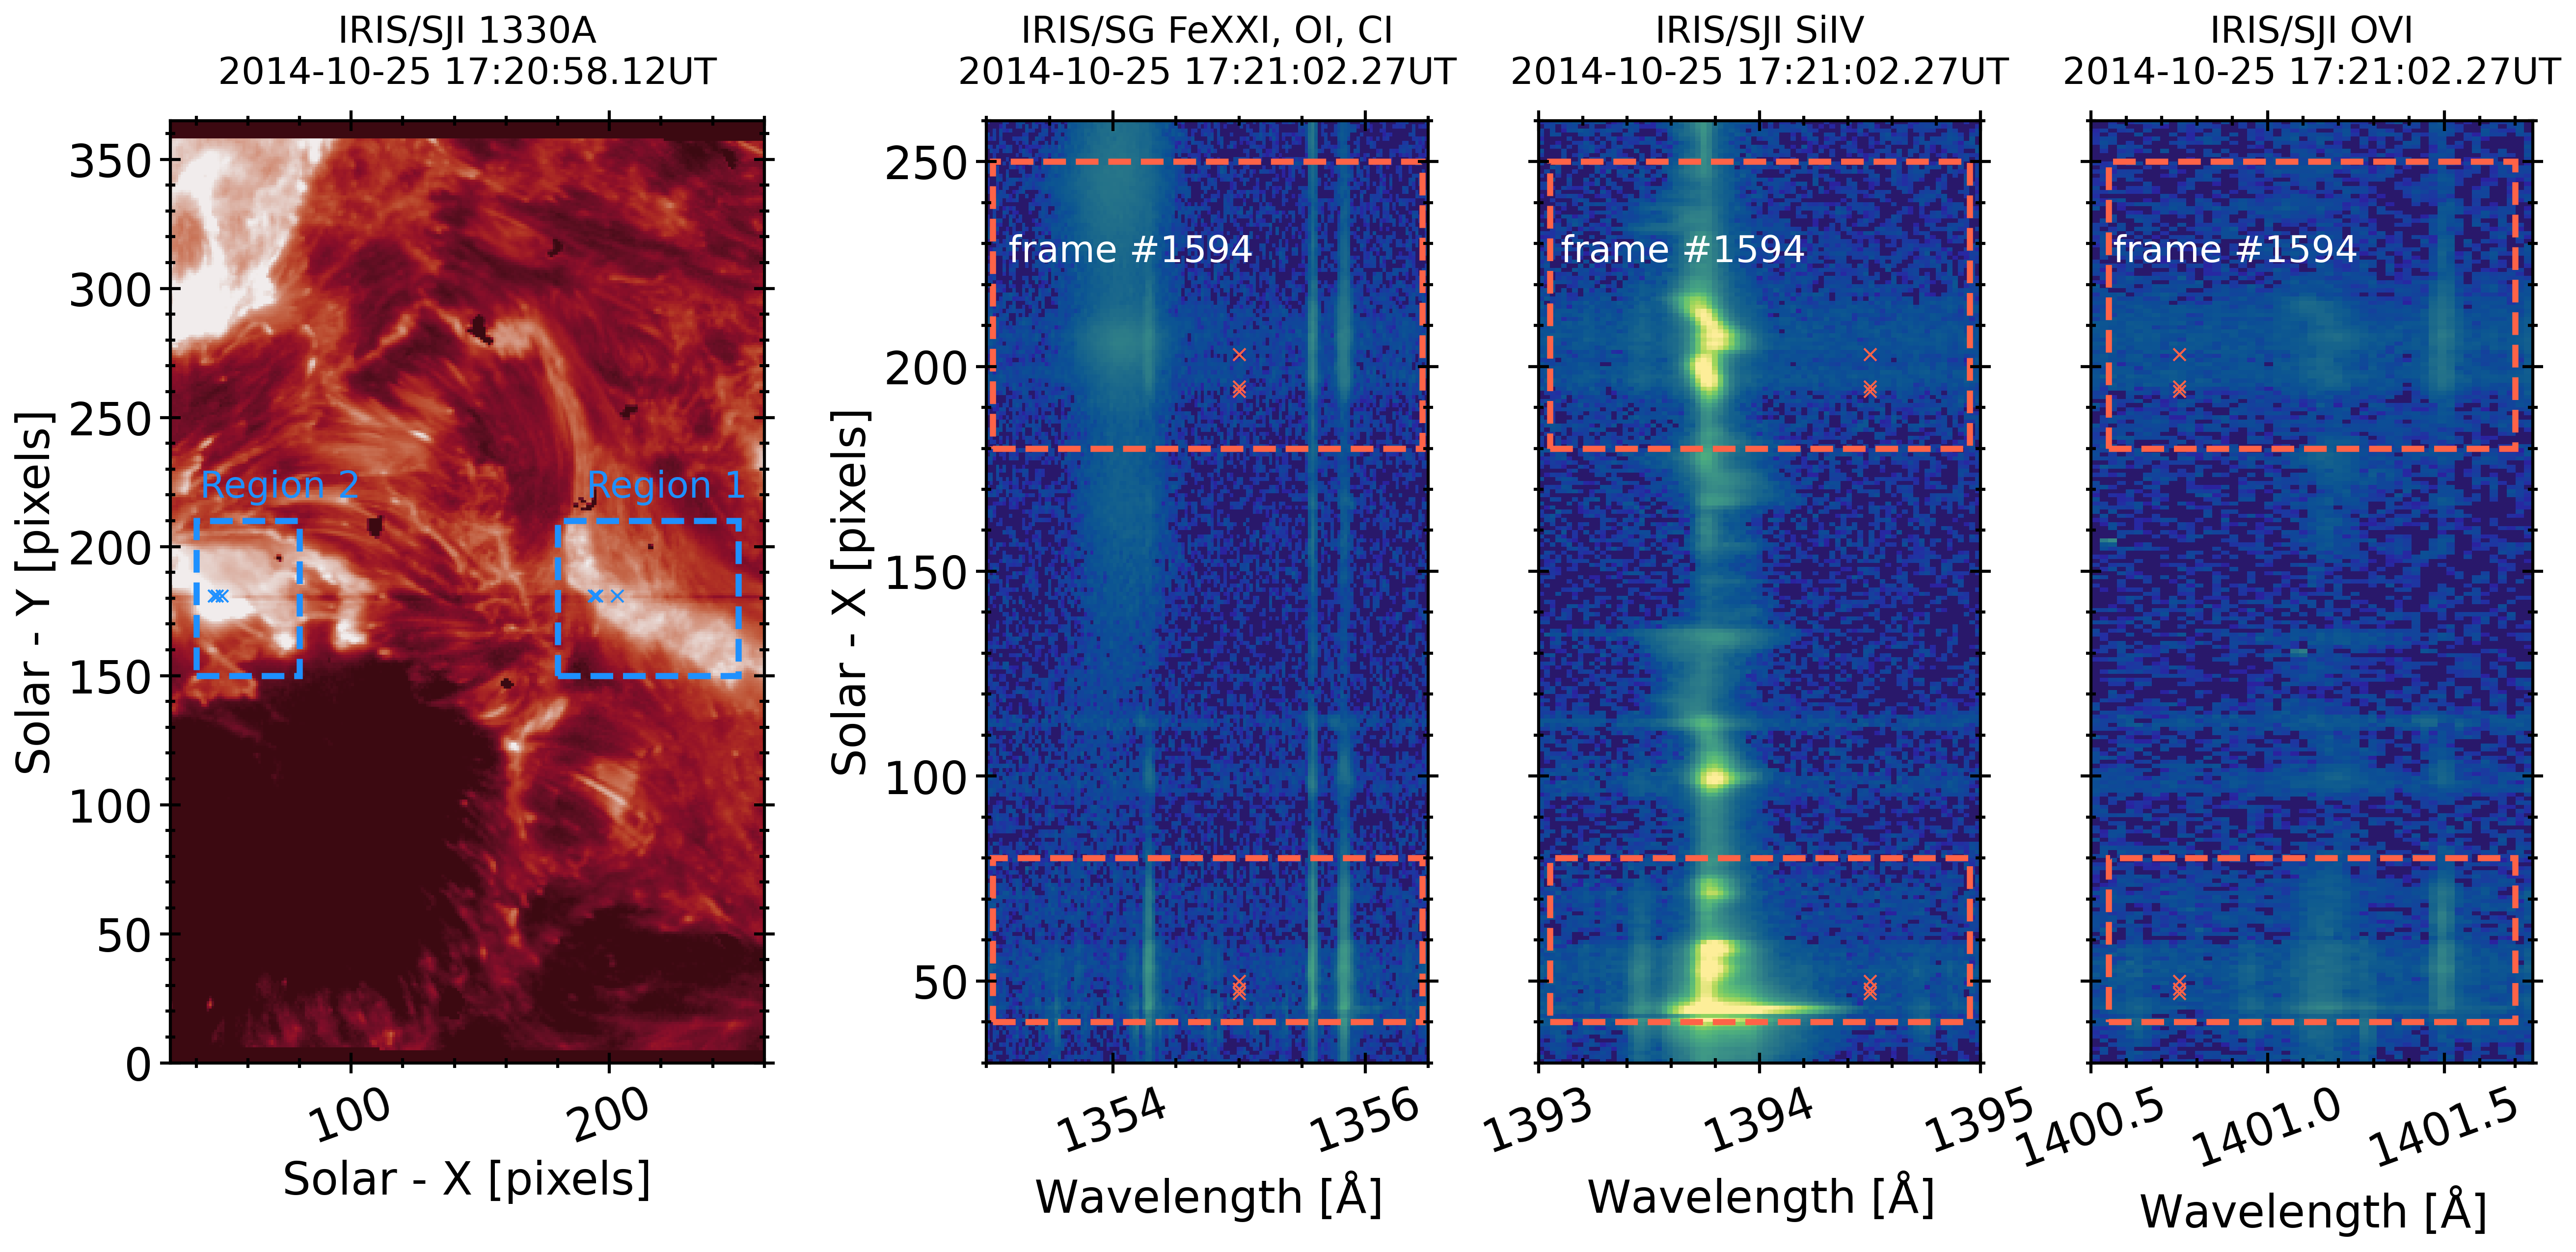 IRIS/SJI 1330A
2014-10-25 17:20:58.12UT
350
300
250
200
150
100
50
0
100
200
Solar - Y [pixels]
Solar - X [pixels]
Region 2
Region 1
IRIS/SG FeXXI, OI, CI
2014-10-25 17:21:02.27UT
250
200
150
100
50
1354
1356
Solar - X [pixels]
Wavelength [Å]
frame #1594
IRIS/SJI SiIV
2014-10-25 17:21:02.27UT
frame #1594
1393
1394
1395
Wavelength [Å]
IRIS/SJI OVI
2014-10-25 17:21:02.27UT
frame #1594
1400.5
1401.0
1401.5
Wavelength [Å]